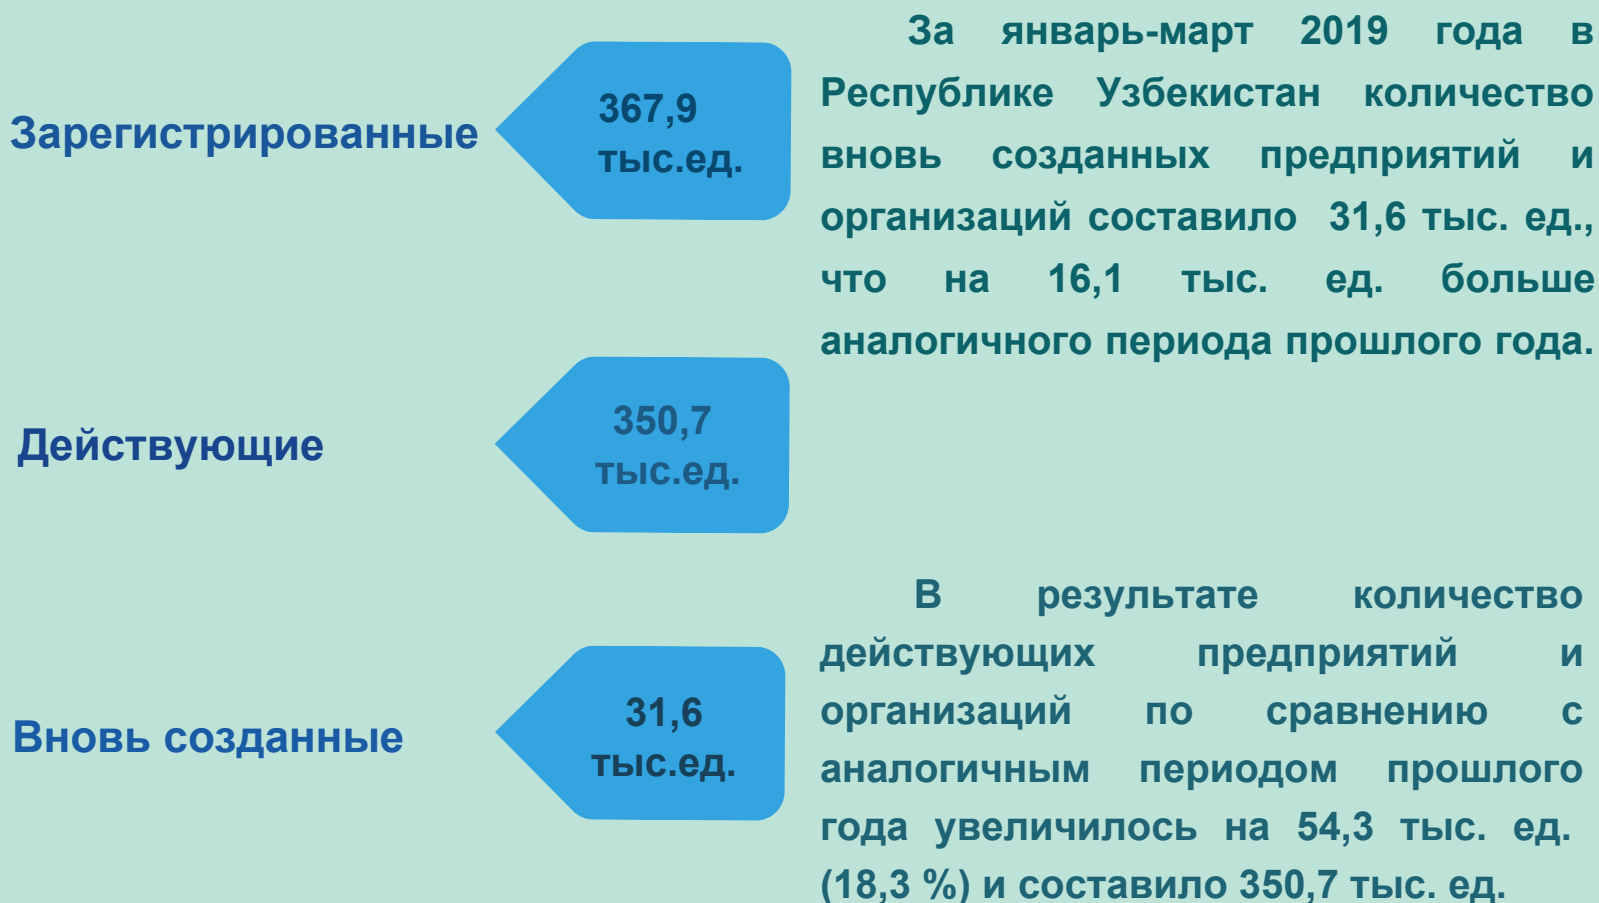 Зарегистрированные
367,9
тыс.ед.
Действующие
350,7
тыс.ед.
Вновь созданные
31,6
тыс.ед.
За январь-март 2019 года в
Республике Узбекистан количество
вновь созданных предприятий и
организаций составило 31,6 тыс. ед.,
что на 16,1 тыс. ед. больше
аналогичного периода прошлого года.
В результате количество
действующих предприятий и
организаций по сравнению с
аналогичным периодом прошлого
года увеличилось на 54,3 тыс. ед.
(18,3 %) и составило 350,7 тыс. ед.